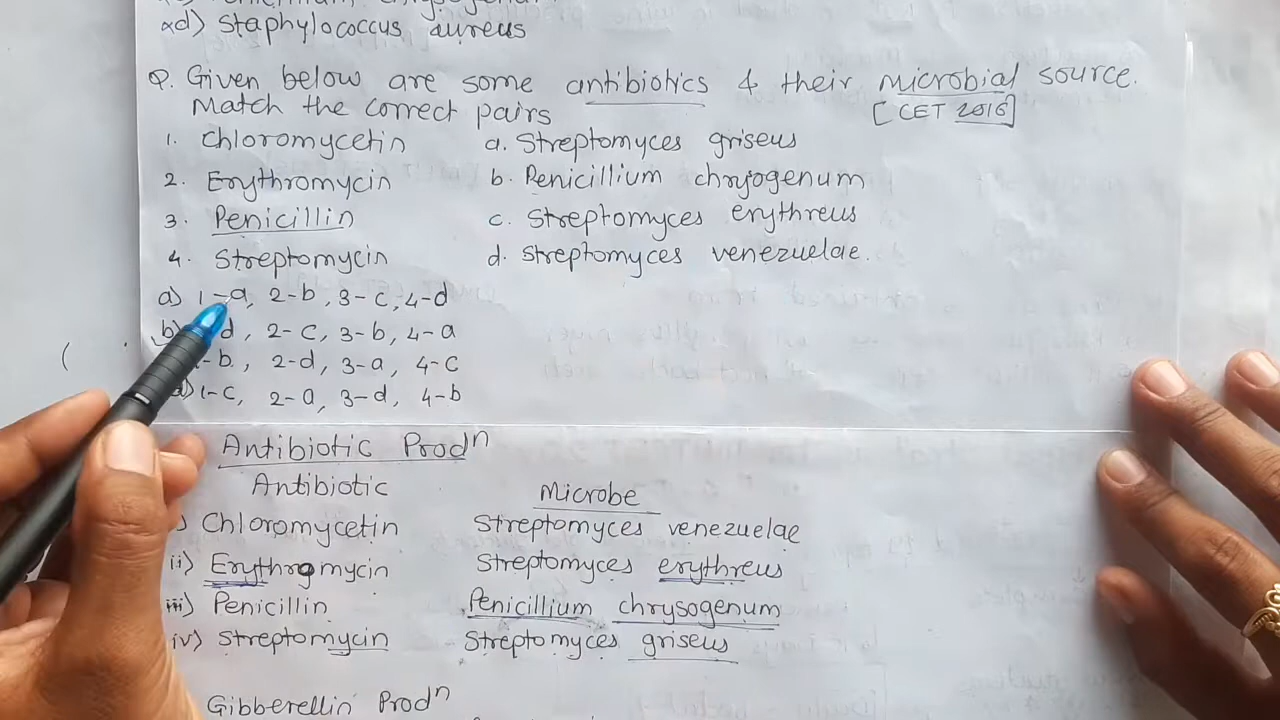 αd) Staphylococcus aureus
Q. Given below are some antibiotics & their microbial source.
Match the correct pairs [CET 2016]
1. Chloromycetin a. Streptomyces griseus
2. Erythromycin b. Penicillium chrysogenum
3. Penicillin c. Streptomyces erythreus
4. Streptomycin d. Streptomyces venezuelae.
a) 1-a, 2-b, 3-c, 4-d
b) d, 2-c, 3-b, 4-a
-b, 2-d, 3-a, 4-c
d) 1-c, 2-a, 3-d, 4-b
Antibiotic Prodⁿ
Antibiotic Microbe
Chloromycetin Streptomyces venezuelae
ii) Erythromycin Streptomyces erythreus
iii) Penicillin Penicillium chrysogenum
iv) Streptomycin Streptomyces griseus
Gibberellin Prodⁿ